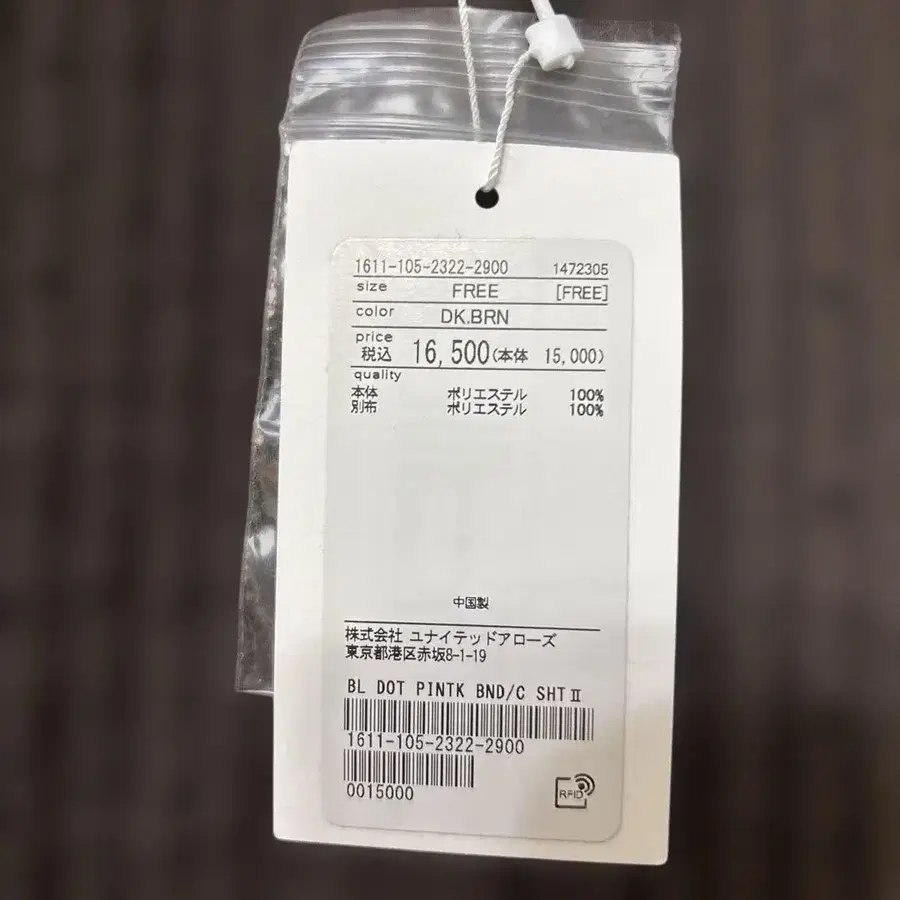 1611-105-2322-2900 1472305
size FREE [FREE]
color DK.BRN
price
税込 16,500(本体 15,000)
quality
本体 ポリエステル 100%
別布 ポリエステル 100%
中国製
株式会社 ユナイテッドアローズ
東京都港区赤坂8-1-19
BL DOT PINTK BND/C SHTⅡ
1611-105-2322-2900
0015000
RFID